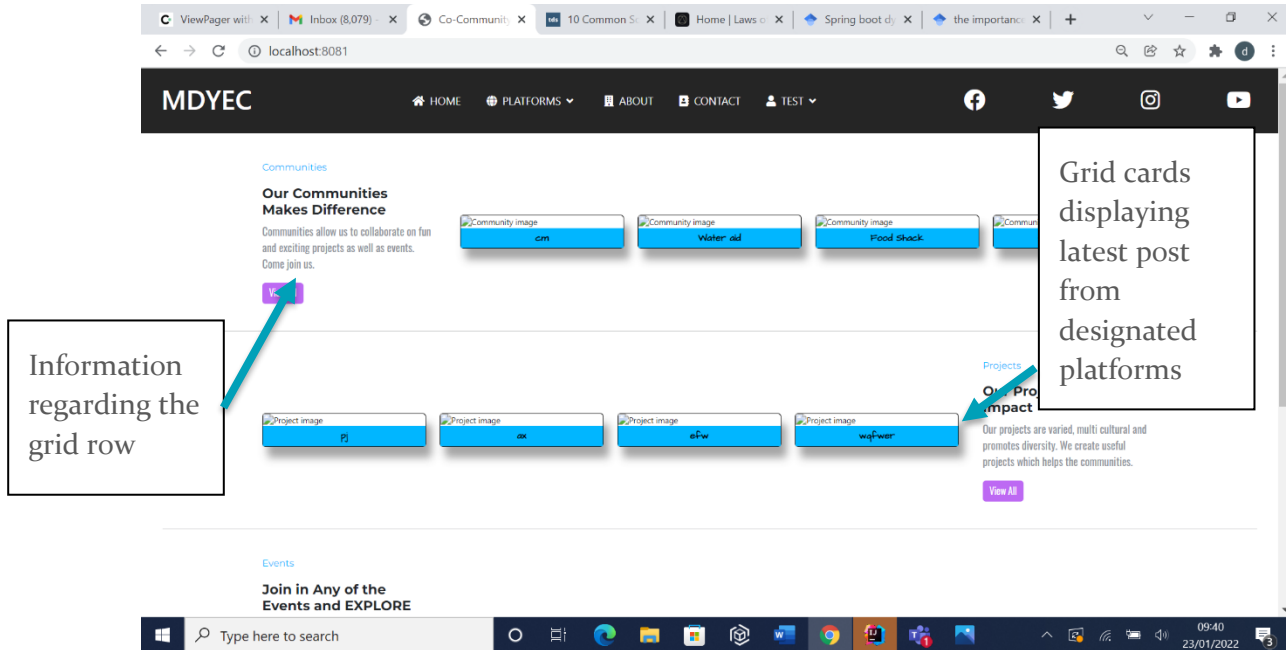 ViewPager with
Inbox (8,079) -
Co-Community
10 Common Sc
Home | Laws o
Spring boot dy
the importance
localhost:8081
d
MDYEC
HOME
PLATFORMS
ABOUT
CONTACT
TEST
Communities
Our Communities
Makes Difference
Communities allow us to collaborate on fun
and exciting projects as well as events.
Come join us.
Community image
cm
Community image
Water aid
Community image
Food Shack
Grid cards
displaying
latest post
from
designated
platforms
Information
regarding the
grid row
Project image
pj
Project image
ax
Project image
efw
Project image
wqfwer
Projects
Impact
Our projects are varied, multi cultural and
promotes diversity. We create useful
projects which helps the communities.
View All
Events
Join in Any of the
Events and EXPLORE
Type here to search
09:40
23/01/2022
3